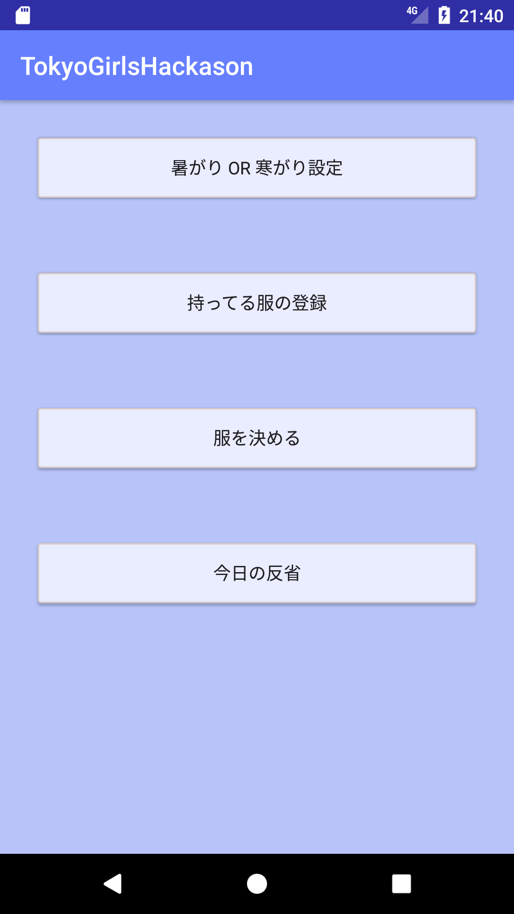 4G 21:40
TokyoGirlsHackason
暑がり OR 寒がり設定
持ってる服の登録
服を決める
今日の反省